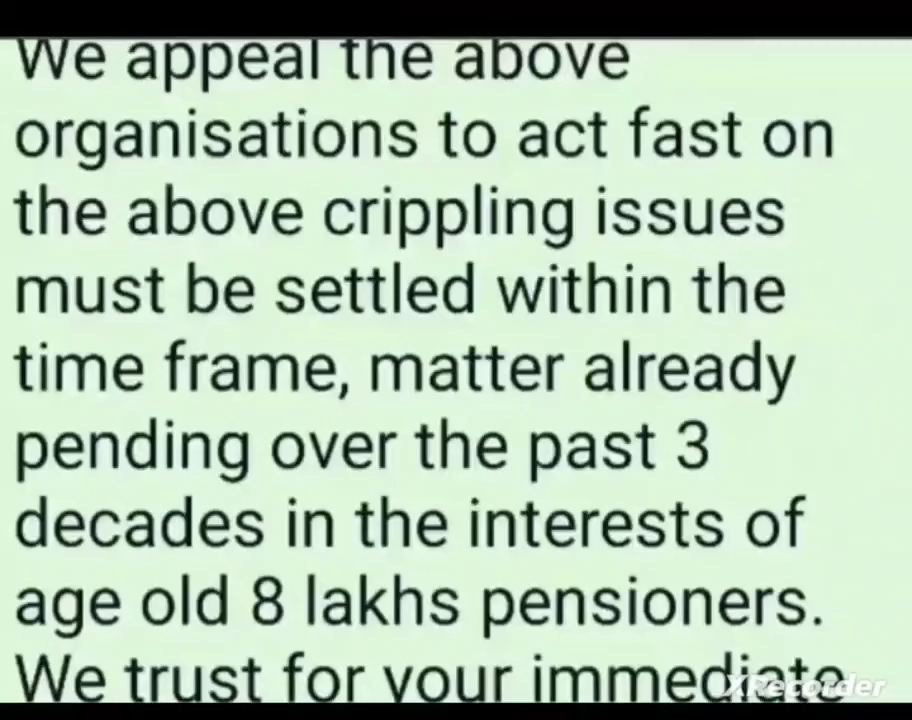 We appeal the above
organisations to act fast on
the above crippling issues
must be settled within the
time frame, matter already
pending over the past 3
decades in the interests of
age old 8 lakhs pensioners.
We trust for your immediate
XRecorder